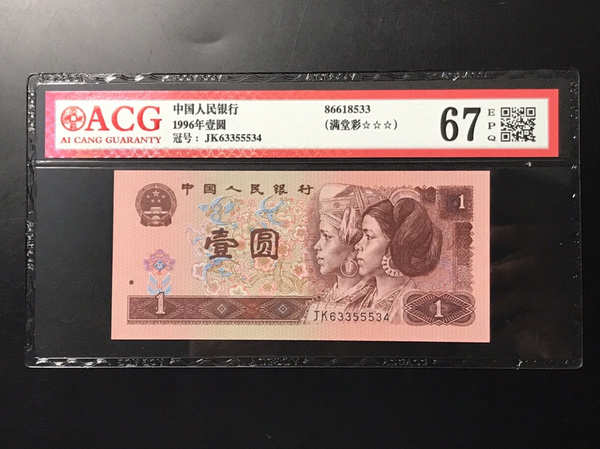 ACG
AI CANG GUARANTY
中国人民银行
1996年壹圆
冠号：JK63355534
86618533
(满堂彩☆☆☆)
67
EPQ
中国人民银行
壹圆
1
1
1
JK63355534